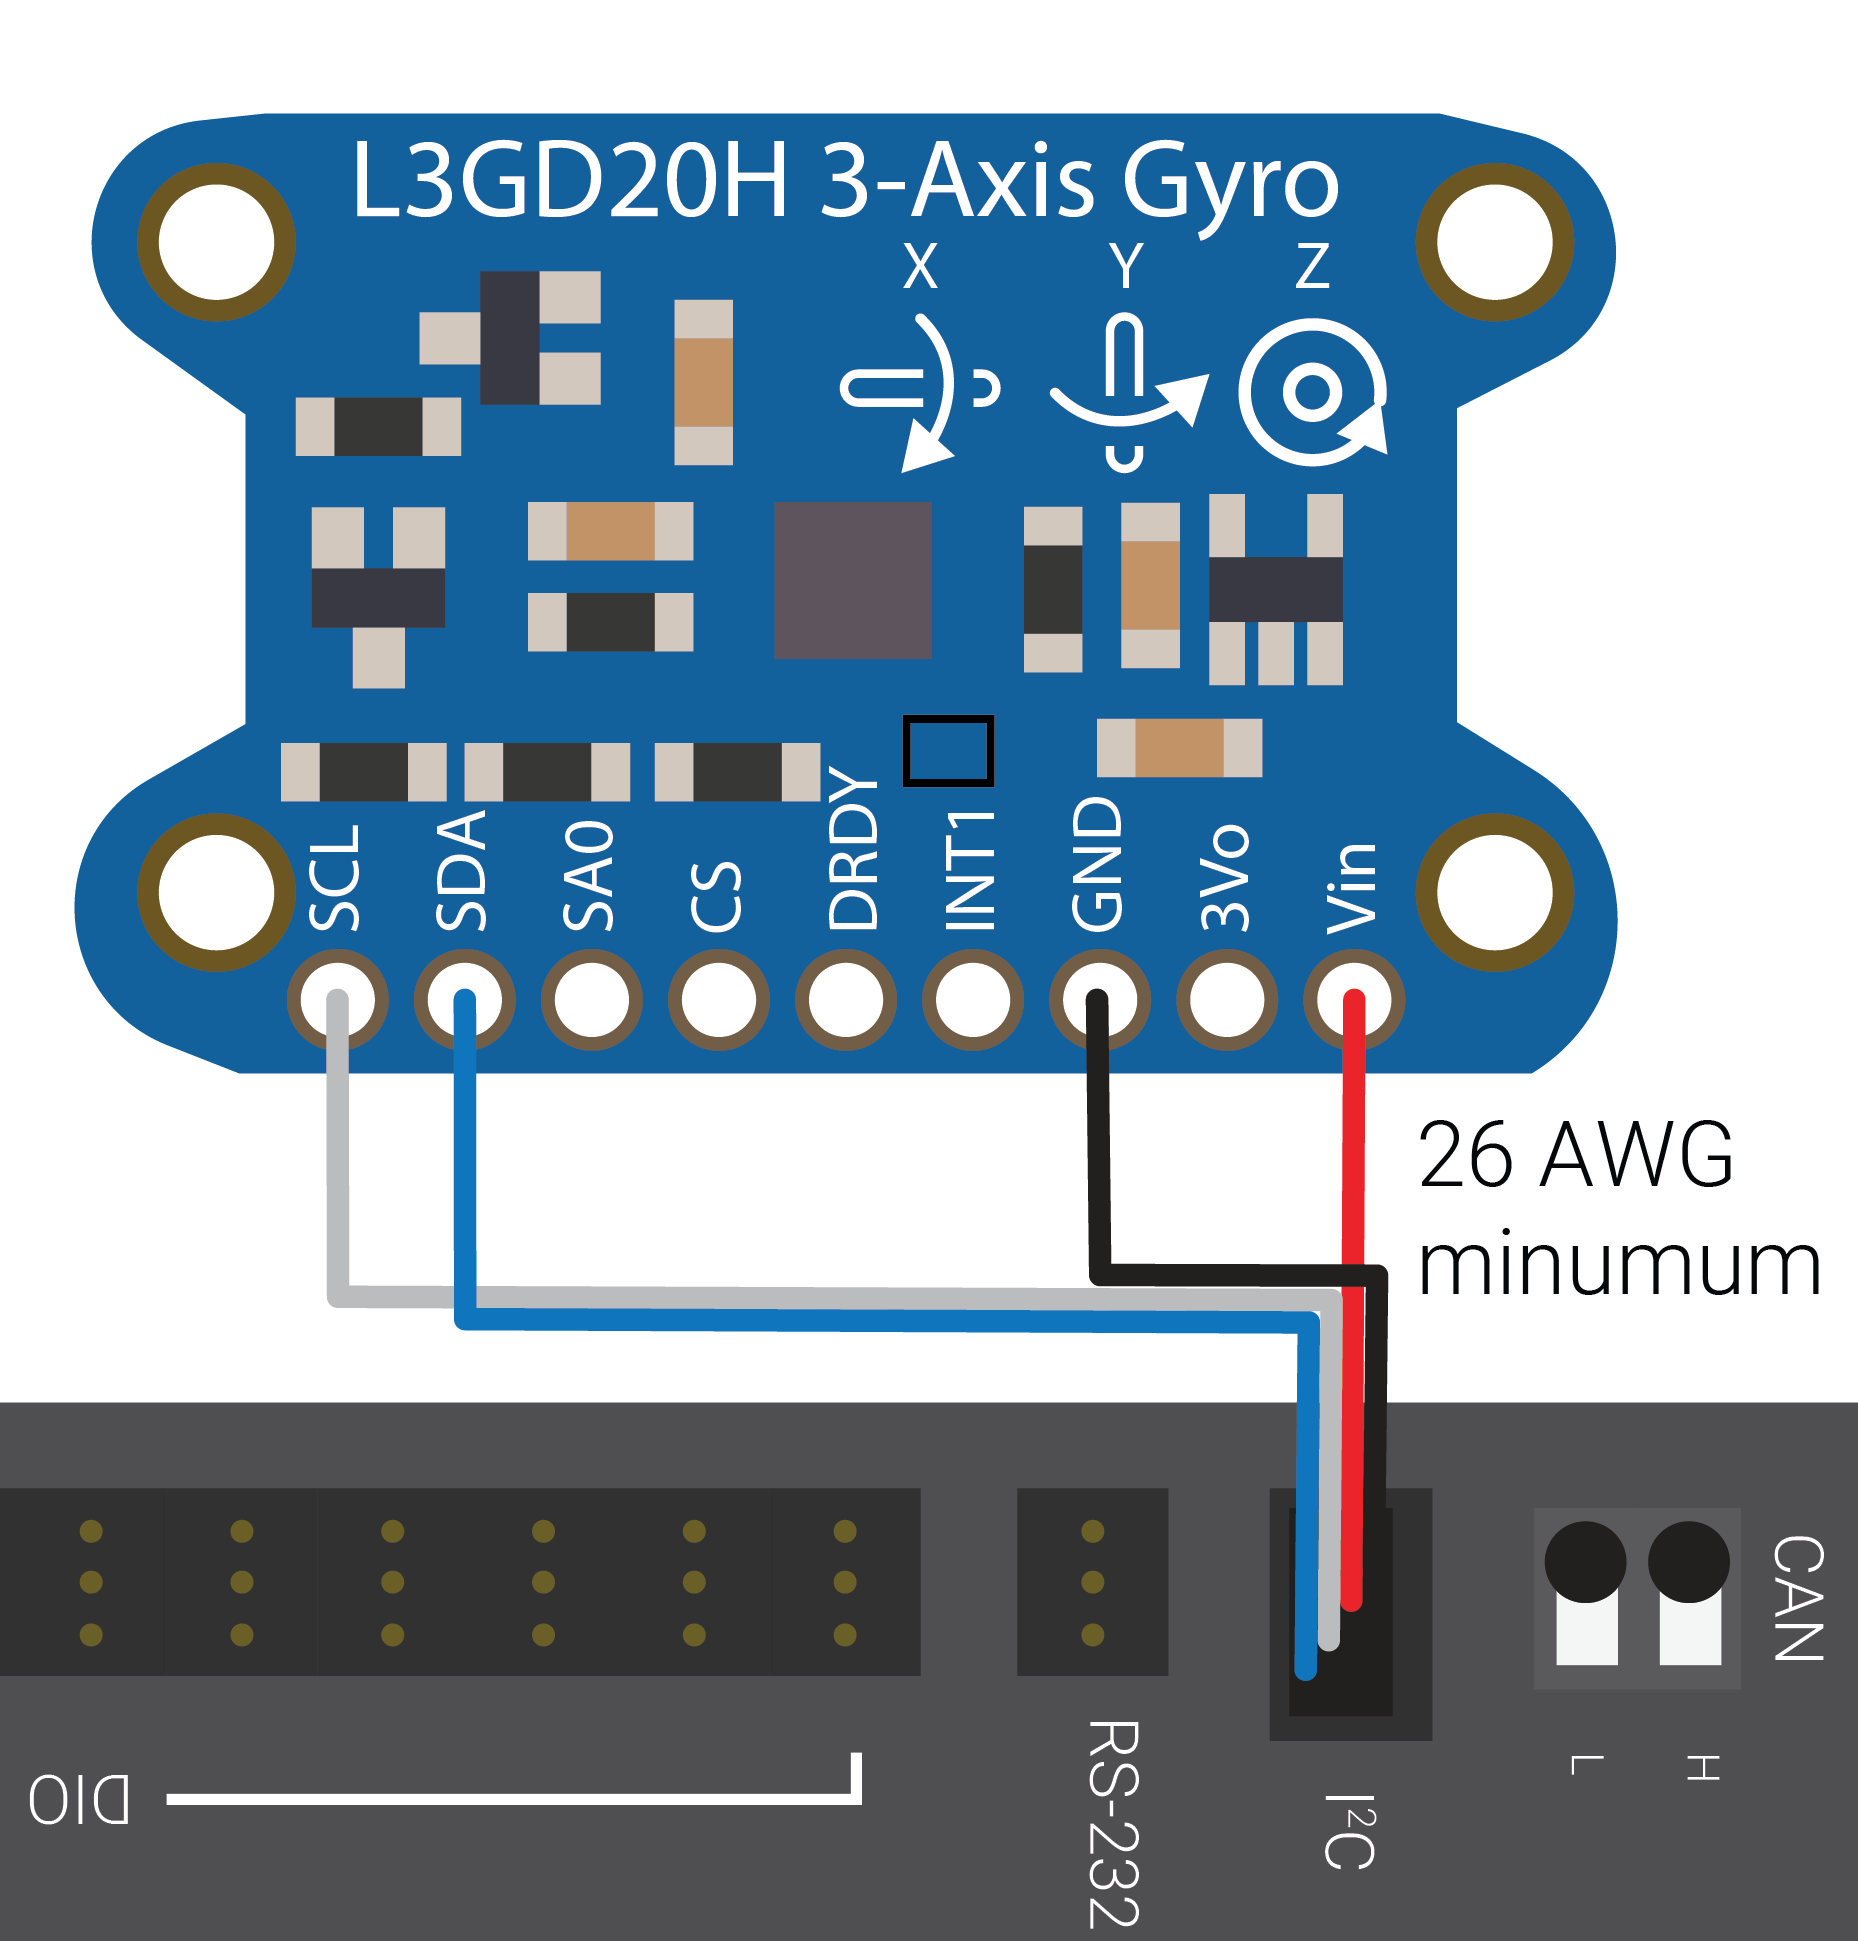 L3GD20H 3-Axis Gyro
X Y Z
SCL
SDA
SA0
CS
DRDY
INT1
GND
3Vo
Vin
26 AWG
minumum
CAN
L
H
DIO
RS-232
I²C